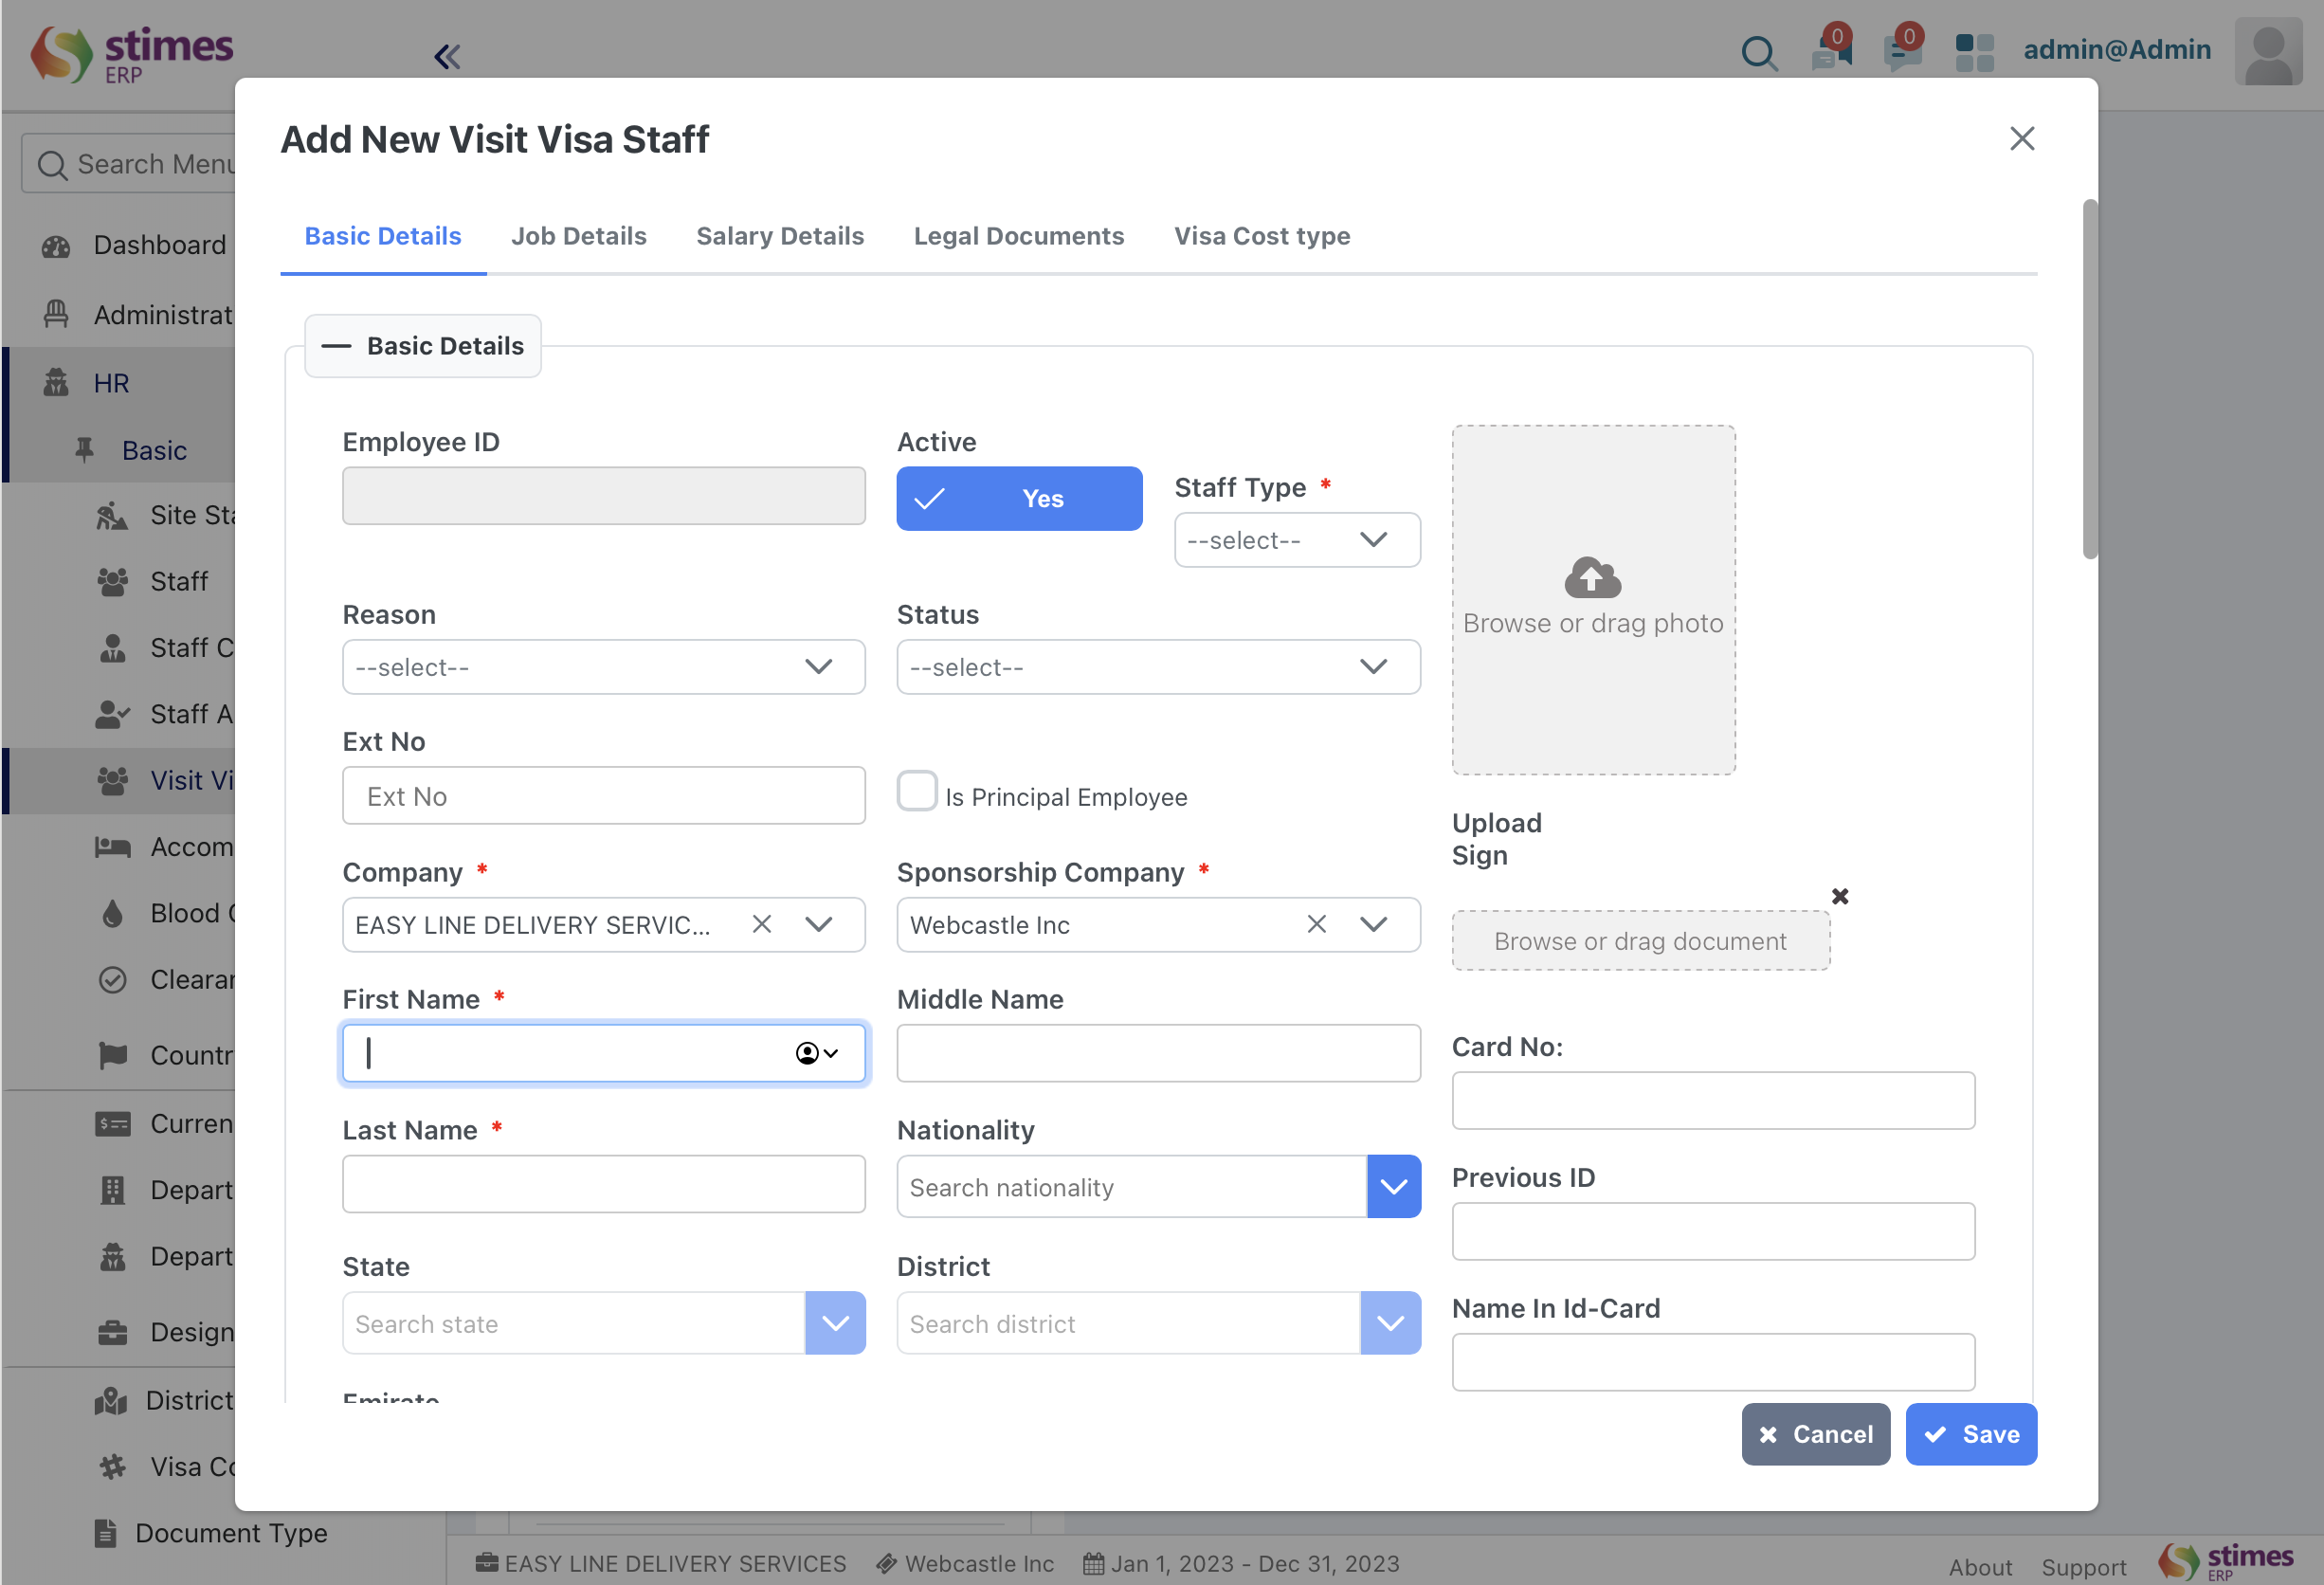 stimes
ERP
0
0
admin@Admin
Search Menu
Dashboard
Administrat
HR
Basic
Site Sta
Staff
Staff C
Staff A
Visit Vi
Accom
Blood
Clearan
Countr
Curren
Depart
Depart
Design
District
Visa Co
Document Type
Add New Visit Visa Staff
Basic Details
Job Details
Salary Details
Legal Documents
Visa Cost type
Basic Details
Employee ID
Active
Yes
Staff Type *
--select--
Browse or drag photo
Reason
--select--
Status
--select--
Ext No
Ext No
Is Principal Employee
Upload
Sign
Browse or drag document
Company *
EASY LINE DELIVERY SERVIC...
Sponsorship Company *
Webcastle Inc
First Name *
Middle Name
Card No:
Last Name *
Nationality
Search nationality
Previous ID
State
Search state
District
Search district
Name In Id-Card
Emirate
Cancel
Save
EASY LINE DELIVERY SERVICES
Webcastle Inc
Jan 1, 2023 - Dec 31, 2023
About
Support
stimes
ERP